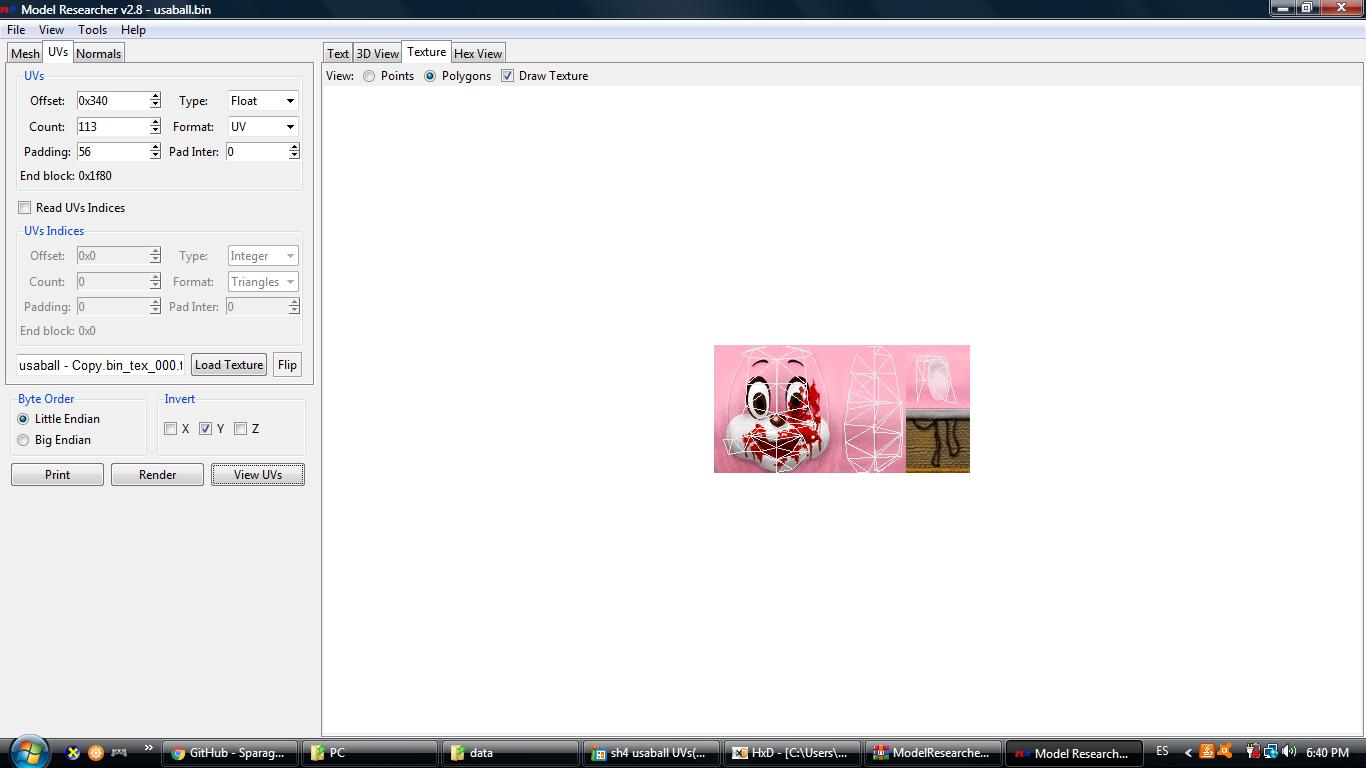 Model Researcher v2.8 - usaball.bin
File View Tools Help
Mesh UVs Normals
Text 3D View Texture Hex View
UVs
View: Points Polygons Draw Texture
Offset: 0x340 Type: Float
Count: 113 Format: UV
Padding: 56 Pad Inter: 0
End block: 0x1f80
Read UVs Indices
UVs Indices
Offset: 0x0 Type: Integer
Count: 0 Format: Triangles
Padding: 0 Pad Inter: 0
End block: 0x0
usaball - Copy.bin_tex_000.t Load Texture Flip
Byte Order Invert
Little Endian X Y Z
Big Endian
Print Render View UVs
» GitHub - Sparag... PC data sh4 usaball UVs(... HxD - [C:\Users\... ModelResearche... Model Research... ES < 6:40 PM